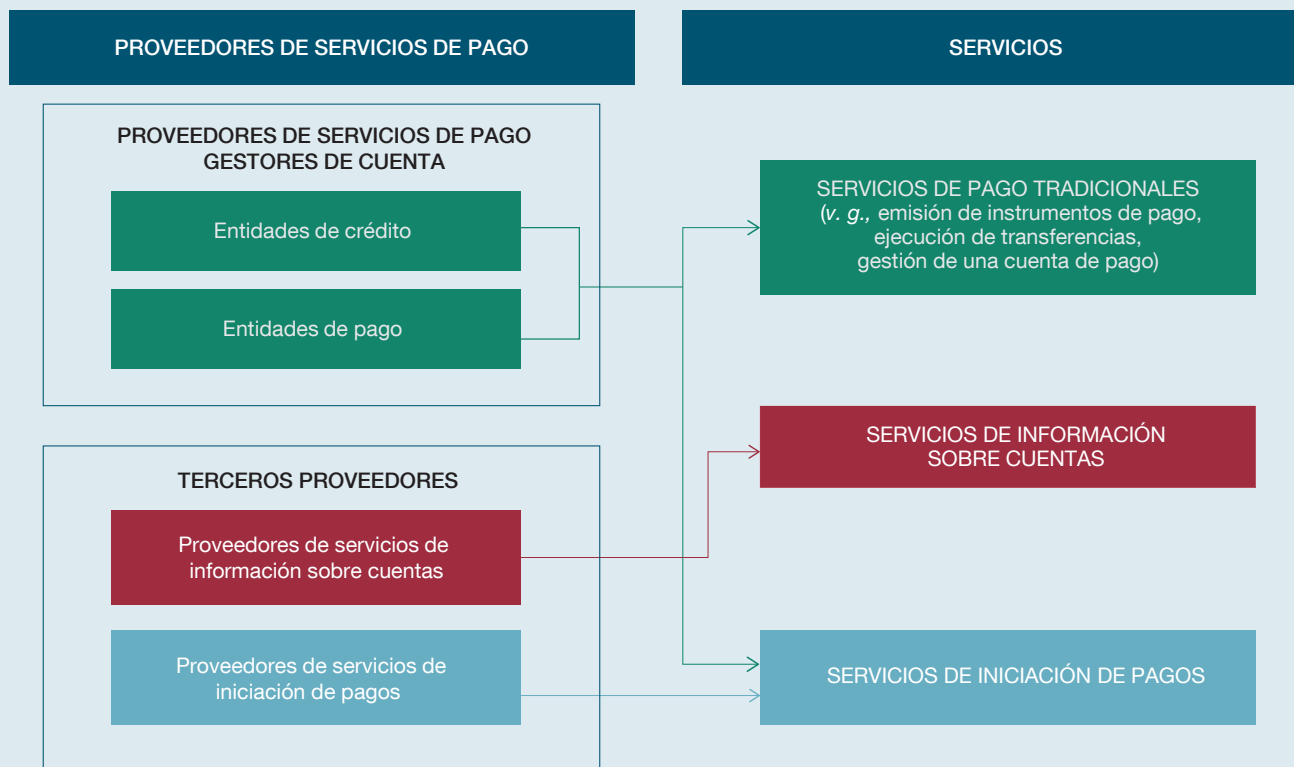 PROVEEDORES DE SERVICIOS DE PAGO
SERVICIOS
PROVEEDORES DE SERVICIOS DE PAGO
GESTORES DE CUENTA
Entidades de crédito
Entidades de pago
SERVICIOS DE PAGO TRADICIONALES
(v. g., emisión de instrumentos de pago,
ejecución de transferencias,
gestión de una cuenta de pago)
TERCEROS PROVEEDORES
Proveedores de servicios de
información sobre cuentas
SERVICIOS DE INFORMACIÓN
SOBRE CUENTAS
Proveedores de servicios de
iniciación de pagos
SERVICIOS DE INICIACIÓN DE PAGOS